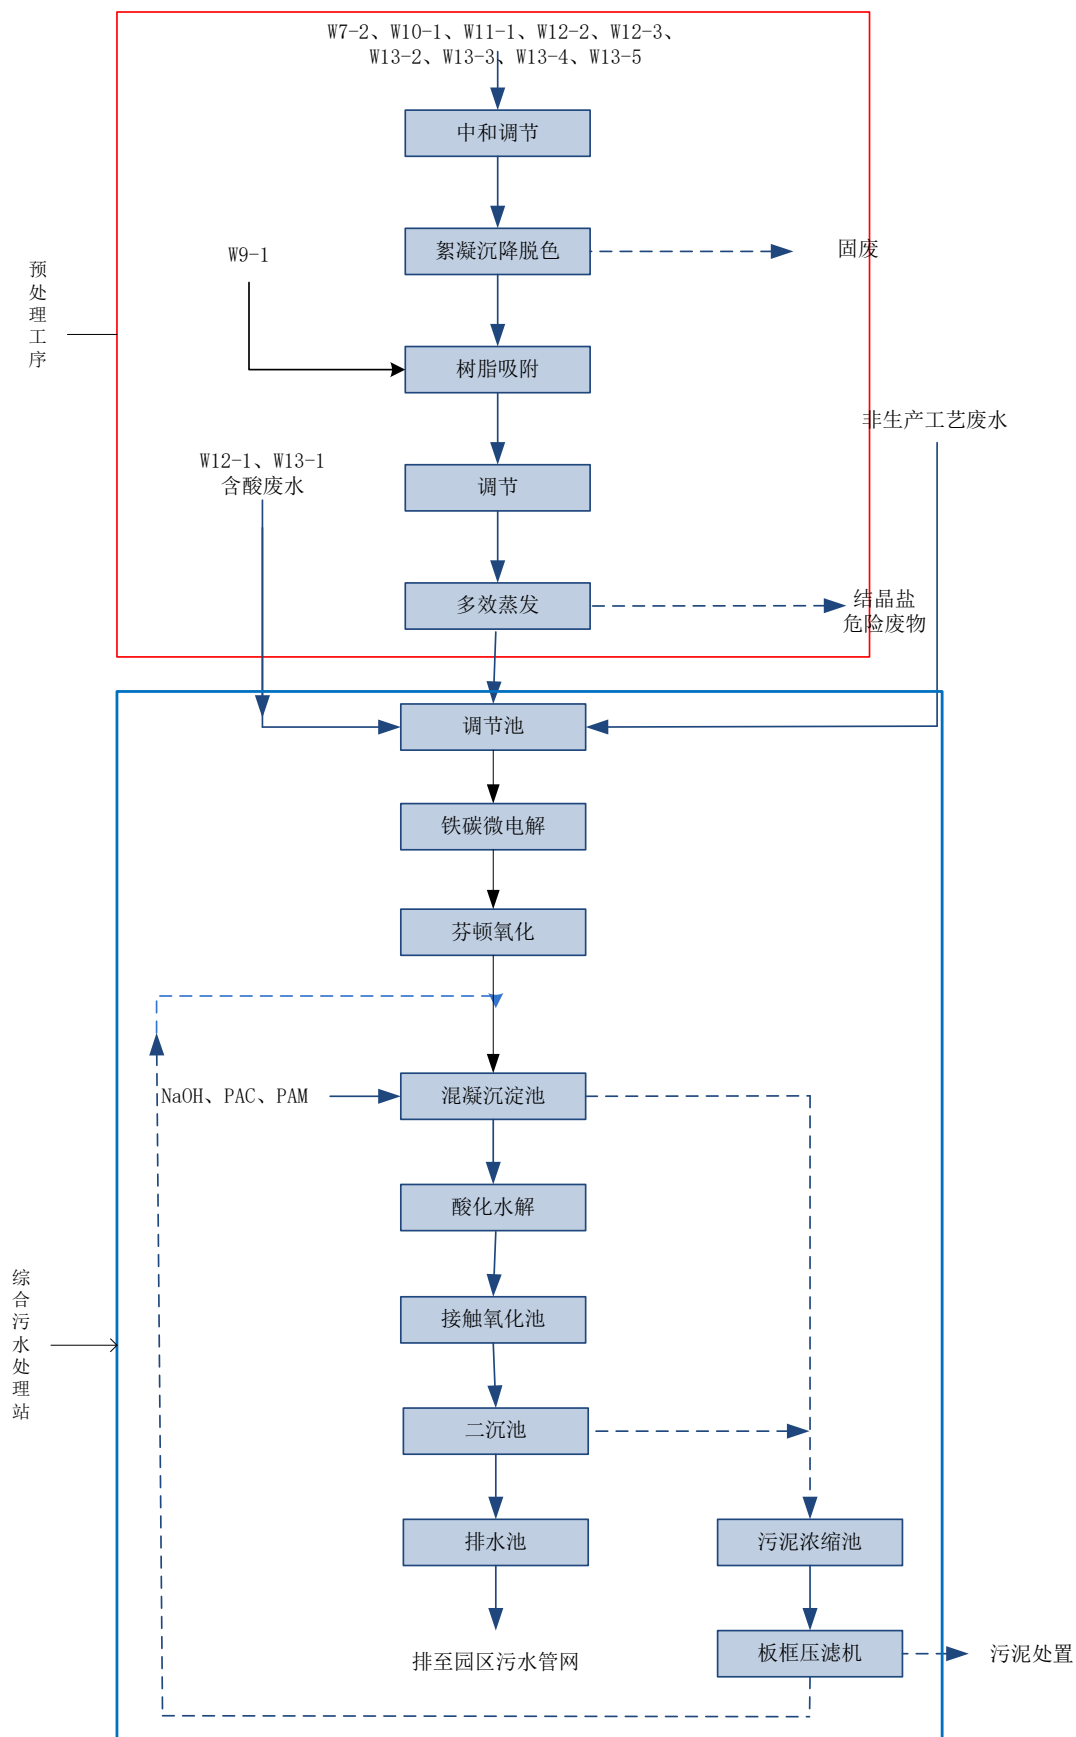 W7-2、W10-1、W11-1、W12-2、W12-3、
W13-2、W13-3、W13-4、W13-5
中和调节
絮凝沉降脱色
固废
W9-1
预处理工序
树脂吸附
非生产工艺废水
W12-1、W13-1
含酸废水
调节
多效蒸发
结晶盐
危险废物
调节池
铁碳微电解
芬顿氧化
NaOH、PAC、PAM
混凝沉淀池
酸化水解
综合污水处理站
接触氧化池
二沉池
排水池
污泥浓缩池
排至园区污水管网
板框压滤机
污泥处置